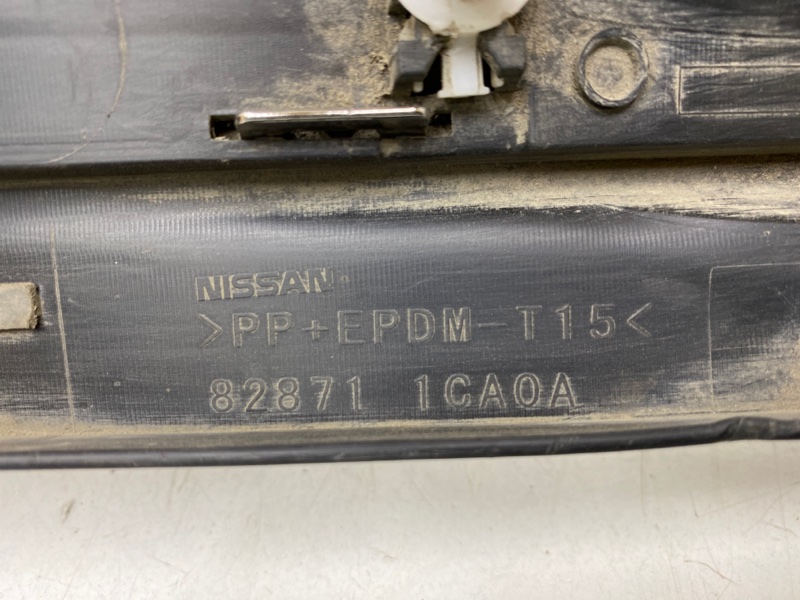 NISSAN
>PP+EPDM-T15<
82871 1CA0A